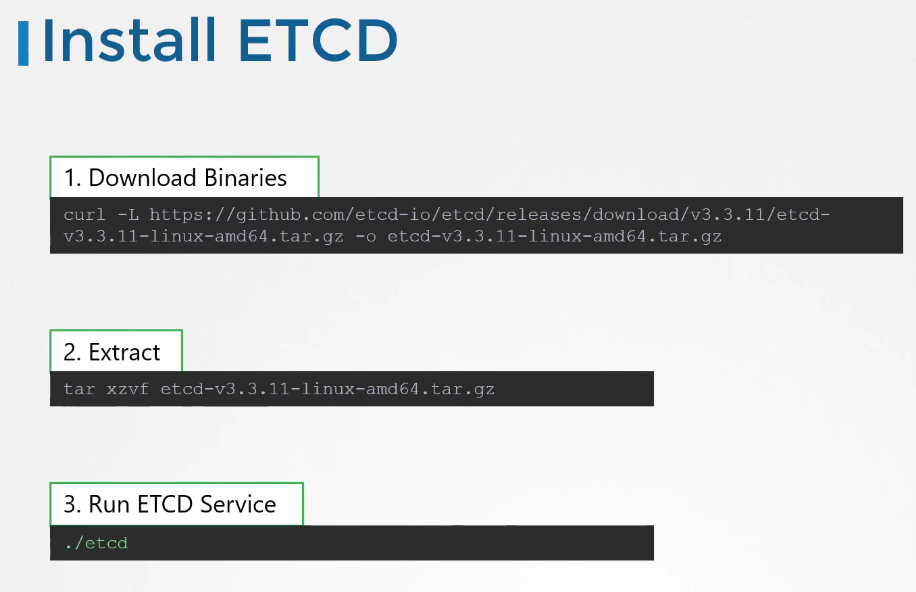 Install ETCD
1. Download Binaries
curl -L https://github.com/etcd-io/etcd/releases/download/v3.3.11/etcd-
v3.3.11-linux-amd64.tar.gz -o etcd-v3.3.11-linux-amd64.tar.gz
2. Extract
tar xzvf etcd-v3.3.11-linux-amd64.tar.gz
3. Run ETCD Service
./etcd